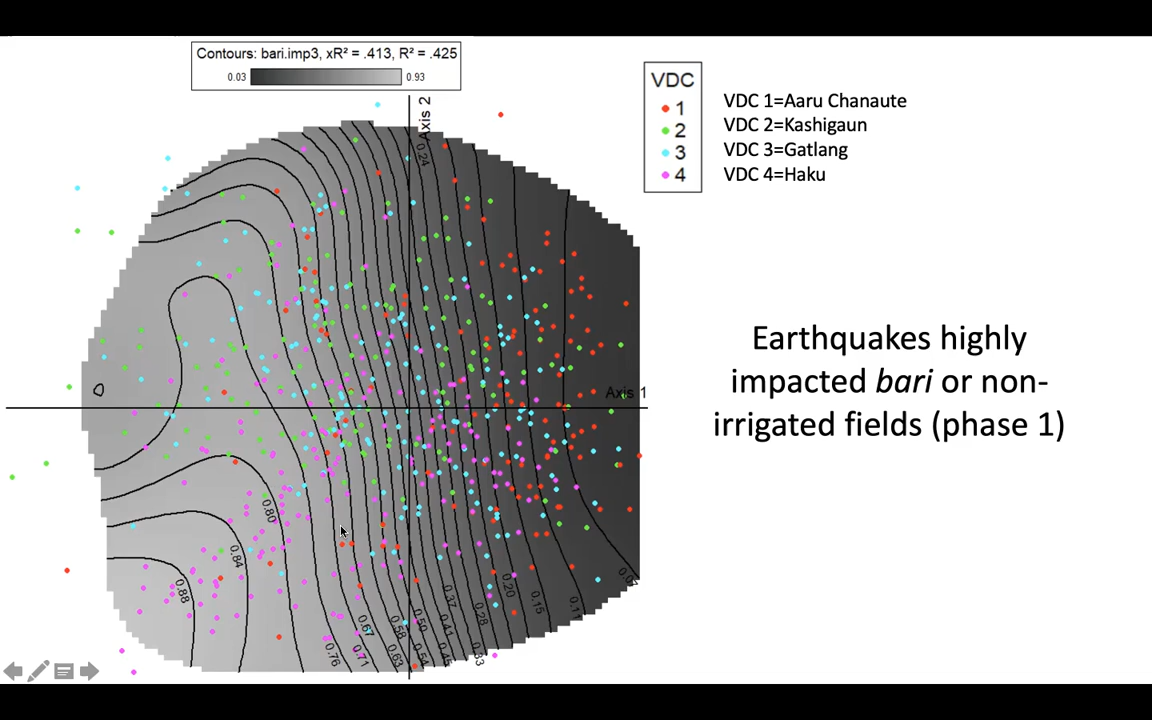 Contours: bari.imp3, xR² = .413, R² = .425
0.03
0.93
VDC
1
2
3
4
VDC 1=Aaru Chanaute
VDC 2=Kashigaun
VDC 3=Gatlang
VDC 4=Haku
Axis 2
0.24
Axis 1
Earthquakes highly
impacted bari or non-
irrigated fields (phase 1)
0.80
0.84
0.88
0.76
0.71
0.67
0.63
0.58
0.54
0.50
0.41
0.37
0.33
0.28
0.20
0.15